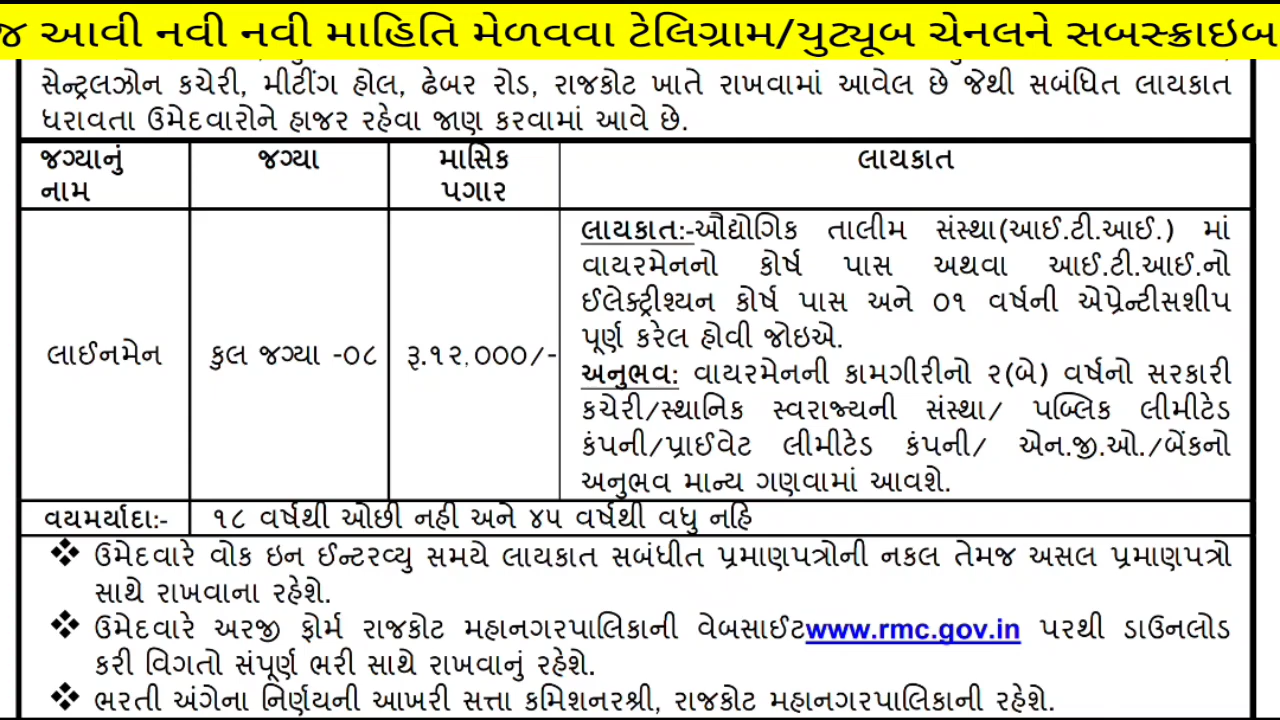 આવી નવી નવી માહિતિ મેળવવા ટેલિગ્રામ/યુટ્યૂબ ચેનલને સબસ્ક્રાઇબ
સેન્ટ્રલઝોન કચેરી, મીટીંગ હોલ, ઢેબર રોડ, રાજકોટ ખાતે રાખવામાં આવેલ છે જેથી સબંધિત લાયકાત
ધરાવતા ઉમેદવારોને હાજર રહેવા જાણ કરવામાં આવે છે.
જગ્યાનું નામ
જગ્યા
માસિક પગાર
લાયકાત
લાઈનમેન
કુલ જગ્યા -૦૮
રૂ.૧૨,૦૦૦/-
લાયકાત:-ઔદ્યોગિક તાલીમ સંસ્થા(આઈ.ટી.આઈ.) માં
વાયરમેનનો કોર્ષ પાસ અથવા આઈ.ટી.આઈ.નો
ઈલેક્ટ્રીશ્યન કોર્ષ પાસ અને ૦૧ વર્ષની એપ્રેન્ટીસશીપ
પૂર્ણ કરેલ હોવી જોઇએ.
અનુભવ: વાયરમેનની કામગીરીનો ૨(બે) વર્ષનો સરકારી
કચેરી/સ્થાનિક સ્વરાજ્યની સંસ્થા/ પબ્લિક લીમીટેડ
કંપની/પ્રાઈવેટ લીમીટેડ કંપની/ એન.જી.ઓ./બેંકનો
અનુભવ માન્ય ગણવામાં આવશે.
વયમર્યાદા:- ૧૮ વર્ષથી ઓછી નહી અને ૪૫ વર્ષથી વધુ નહિ
❖ ઉમેદવારે વોક ઇન ઈન્ટરવ્યુ સમયે લાયકાત સબંધીત પ્રમાણપત્રોની નકલ તેમજ અસલ પ્રમાણપત્રો
સાથે રાખવાના રહેશે.
❖ ઉમેદવારે અરજી ફોર્મ રાજકોટ મહાનગરપાલિકાની વેબસાઈટwww.rmc.gov.in પરથી ડાઉનલોડ
કરી વિગતો સંપૂર્ણ ભરી સાથે રાખવાનું રહેશે.
❖ ભરતી અંગેના નિર્ણયની આખરી સત્તા કમિશનરશ્રી, રાજકોટ મહાનગરપાલિકાની રહેશે.